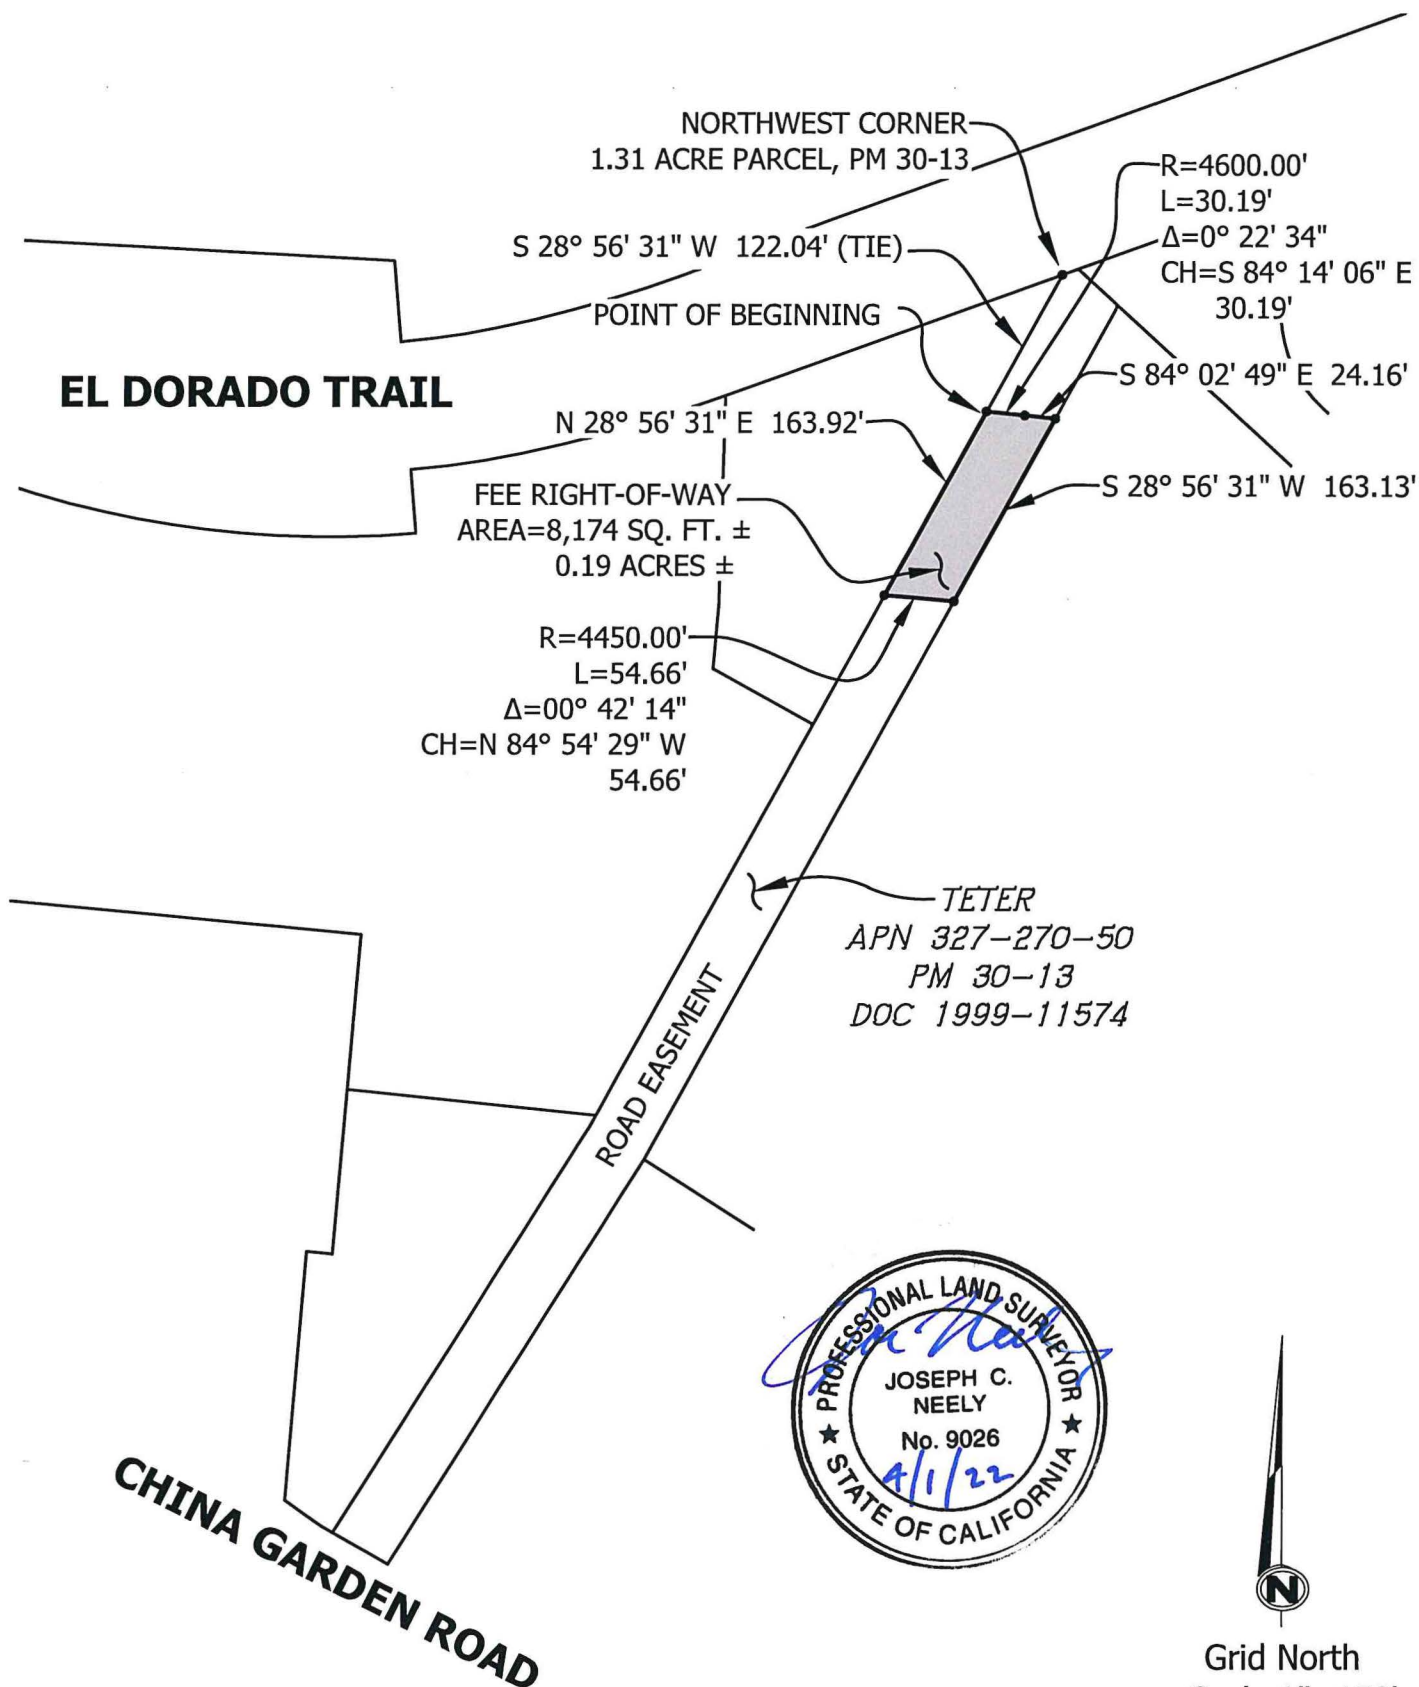 NORTHWEST CORNER
1.31 ACRE PARCEL, PM 30-13
R=4600.00'
L=30.19'
Δ=0° 22' 34"
CH=S 84° 14' 06" E
30.19'
S 28° 56' 31" W 122.04' (TIE)
POINT OF BEGINNING
EL DORADO TRAIL
S 84° 02' 49" E 24.16'
N 28° 56' 31" E 163.92'
S 28° 56' 31" W 163.13'
FEE RIGHT-OF-WAY
AREA=8,174 SQ. FT. ±
0.19 ACRES ±
R=4450.00'
L=54.66'
Δ=00° 42' 14"
CH=N 84° 54' 29" W
54.66'
TETER
APN 327-270-50
PM 30-13
DOC 1999-11574
ROAD EASEMENT
PROFESSIONAL LAND SURVEYOR
JOSEPH C.
NEELY
No. 9026
4/1/22
STATE OF CALIFORNIA
CHINA GARDEN ROAD
N
Grid North